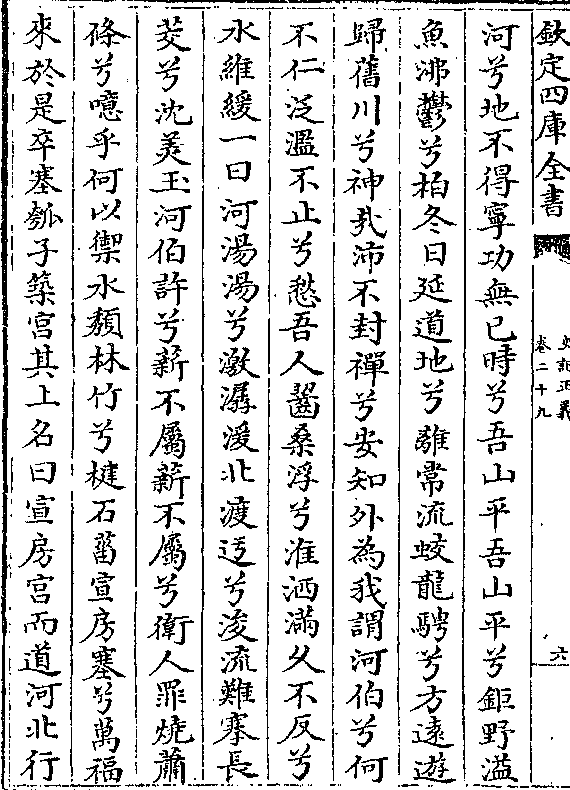 欽定四庫全書
史記正義
卷二十九
六
河兮地不得寧功無已時兮吾山平吾山平兮鉅野溢
魚沸鬱兮柏冬日延道地兮離常流蛟龍騁兮方遠遊
歸舊川兮神哉沛不封禪兮安知外為我謂河伯兮何
不仁泛濫不止兮愁吾人齧桑浮兮淮泗滿久不反兮
水維緩一曰河湯湯兮激潺湲北渡迂兮浚流難搴長
茭兮沈美玉河伯許兮薪不屬薪不屬兮衛人罪燒蕭
條兮噫乎何以禦水頽林竹兮楗石菑宣房塞兮萬福
來於是卒塞瓠子築宫其上名曰宣房宫而道河北行